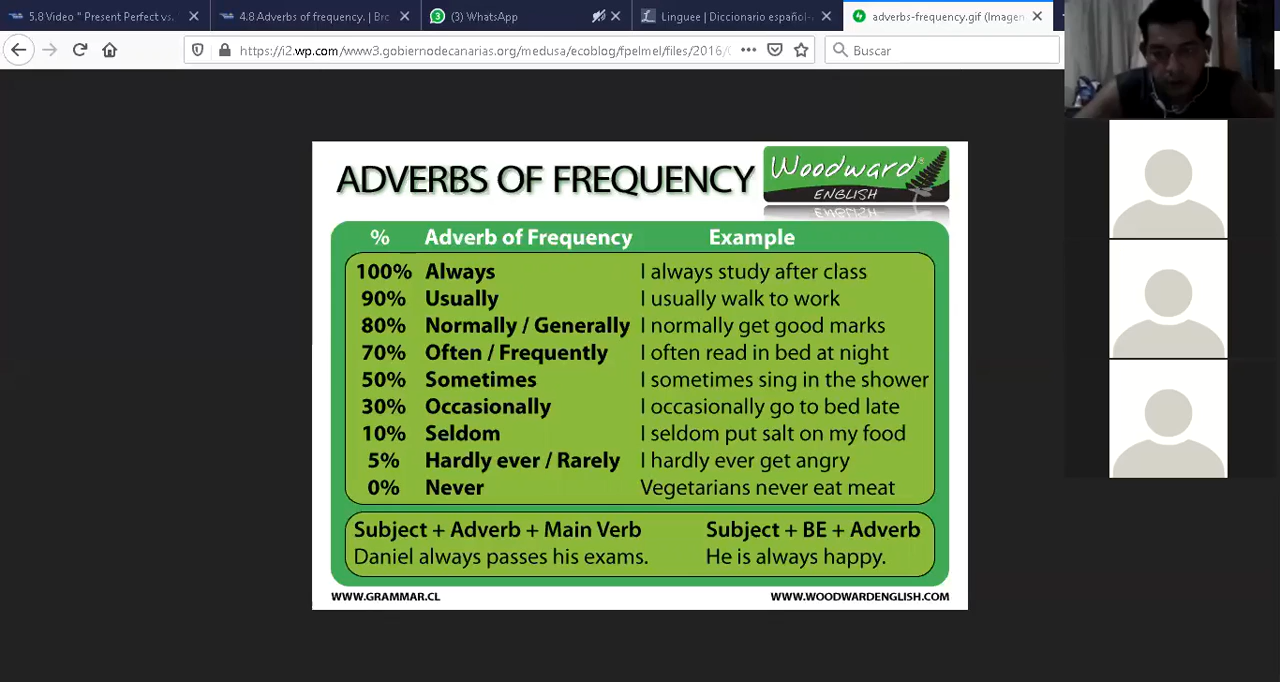 5.8 Video " Present Perfect vs.
4.8 Adverbs of frequency. | Bro
3
(3) WhatsApp
Linguee | Diccionario español-
adverbs-frequency.gif (Imagen
https://i2.wp.com/www3.gobiernodecanarias.org/medusa/ecoblog/fpelmel/files/2016/
Buscar
ADVERBS OF FREQUENCY
Woodward®
ENGLISH
% Adverb of Frequency Example
100% Always I always study after class
90% Usually I usually walk to work
80% Normally / Generally I normally get good marks
70% Often / Frequently I often read in bed at night
50% Sometimes I sometimes sing in the shower
30% Occasionally I occasionally go to bed late
10% Seldom I seldom put salt on my food
5% Hardly ever / Rarely I hardly ever get angry
0% Never Vegetarians never eat meat
Subject + Adverb + Main Verb Subject + BE + Adverb
Daniel always passes his exams. He is always happy.
WWW.GRAMMAR.CL WWW.WOODWARDENGLISH.COM